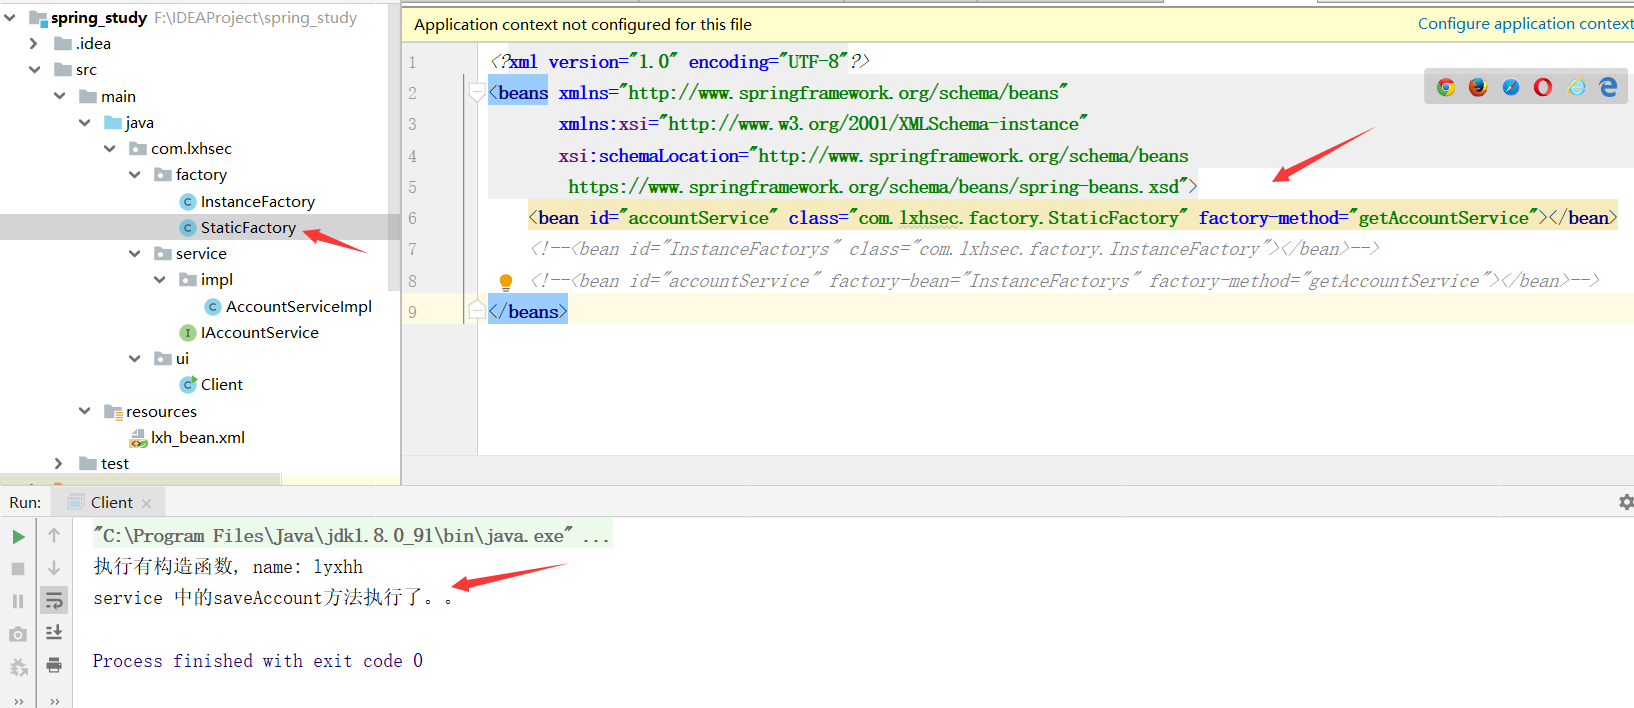 spring_study F:\IDEAProject\spring_study
.idea
src
main
java
com.lxhsec
factory
InstanceFactory
StaticFactory
service
impl
AccountServiceImpl
IAccountService
ui
Client
resources
lxh_bean.xml
test
Application context not configured for this file
Configure application context
1 <?xml version="1.0" encoding="UTF-8"?>
2 <beans xmlns="http://www.springframework.org/schema/beans"
3 xmlns:xsi="http://www.w3.org/2001/XMLSchema-instance"
4 xsi:schemaLocation="http://www.springframework.org/schema/beans
5 https://www.springframework.org/schema/beans/spring-beans.xsd">
6 <bean id="accountService" class="com.lxhsec.factory.StaticFactory" factory-method="getAccountService"></bean>
7 <!--<bean id="InstanceFactorys" class="com.lxhsec.factory.InstanceFactory"></bean>-->
8 <!--<bean id="accountService" factory-bean="InstanceFactorys" factory-method="getAccountService"></bean>-->
9 </beans>
Run: Client
"C:\Program Files\Java\jdk1.8.0_91\bin\java.exe" ...
执行有构造函数, name: lyxhh
service 中的saveAccount方法执行了。。
Process finished with exit code 0